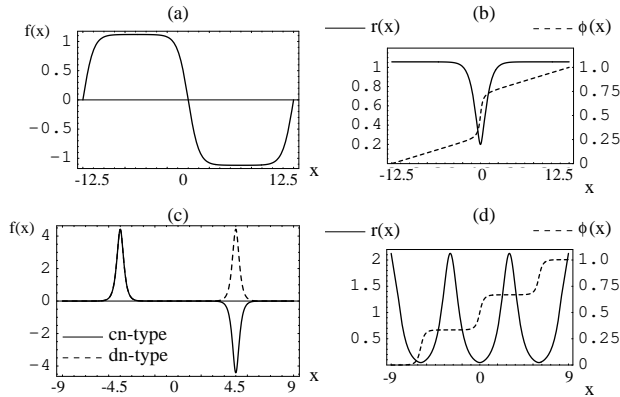 (a)
f(x)
1
0.5
0
-0.5
-1
-12.5 0 12.5 x
(b)
r(x) ϕ(x)
1 1.0
0.8 0.75
0.6 0.5
0.4 0.25
0.2 0
-12.5 0 12.5
x
(c)
f(x)
4
2
0
-2
-4
cn-type
dn-type
-9 -4.5 0 4.5 9 x
(d)
r(x) ϕ(x)
2 1.0
1.5 0.75
1 0.5
0.5 0.25
0
-9 0 9
x